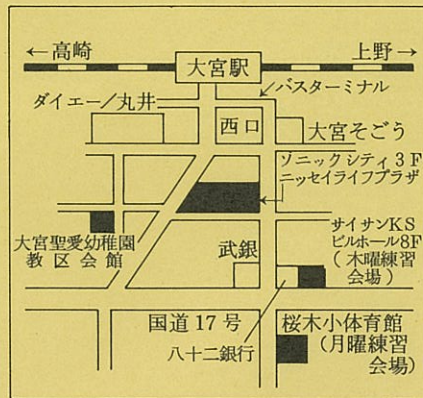 ←高崎
上野→
大宮駅
バスターミナル
ダイエー/丸井
西口
大宮そごう
ソニックシティ3F
ニッセイライフプラザ
大宮聖愛幼稚園
教区会館
武銀
サイサンKS
ビルホール8F
(木曜練習
会場)
国道17号
八十二銀行
桜木小体育館
(月曜練習
会場)